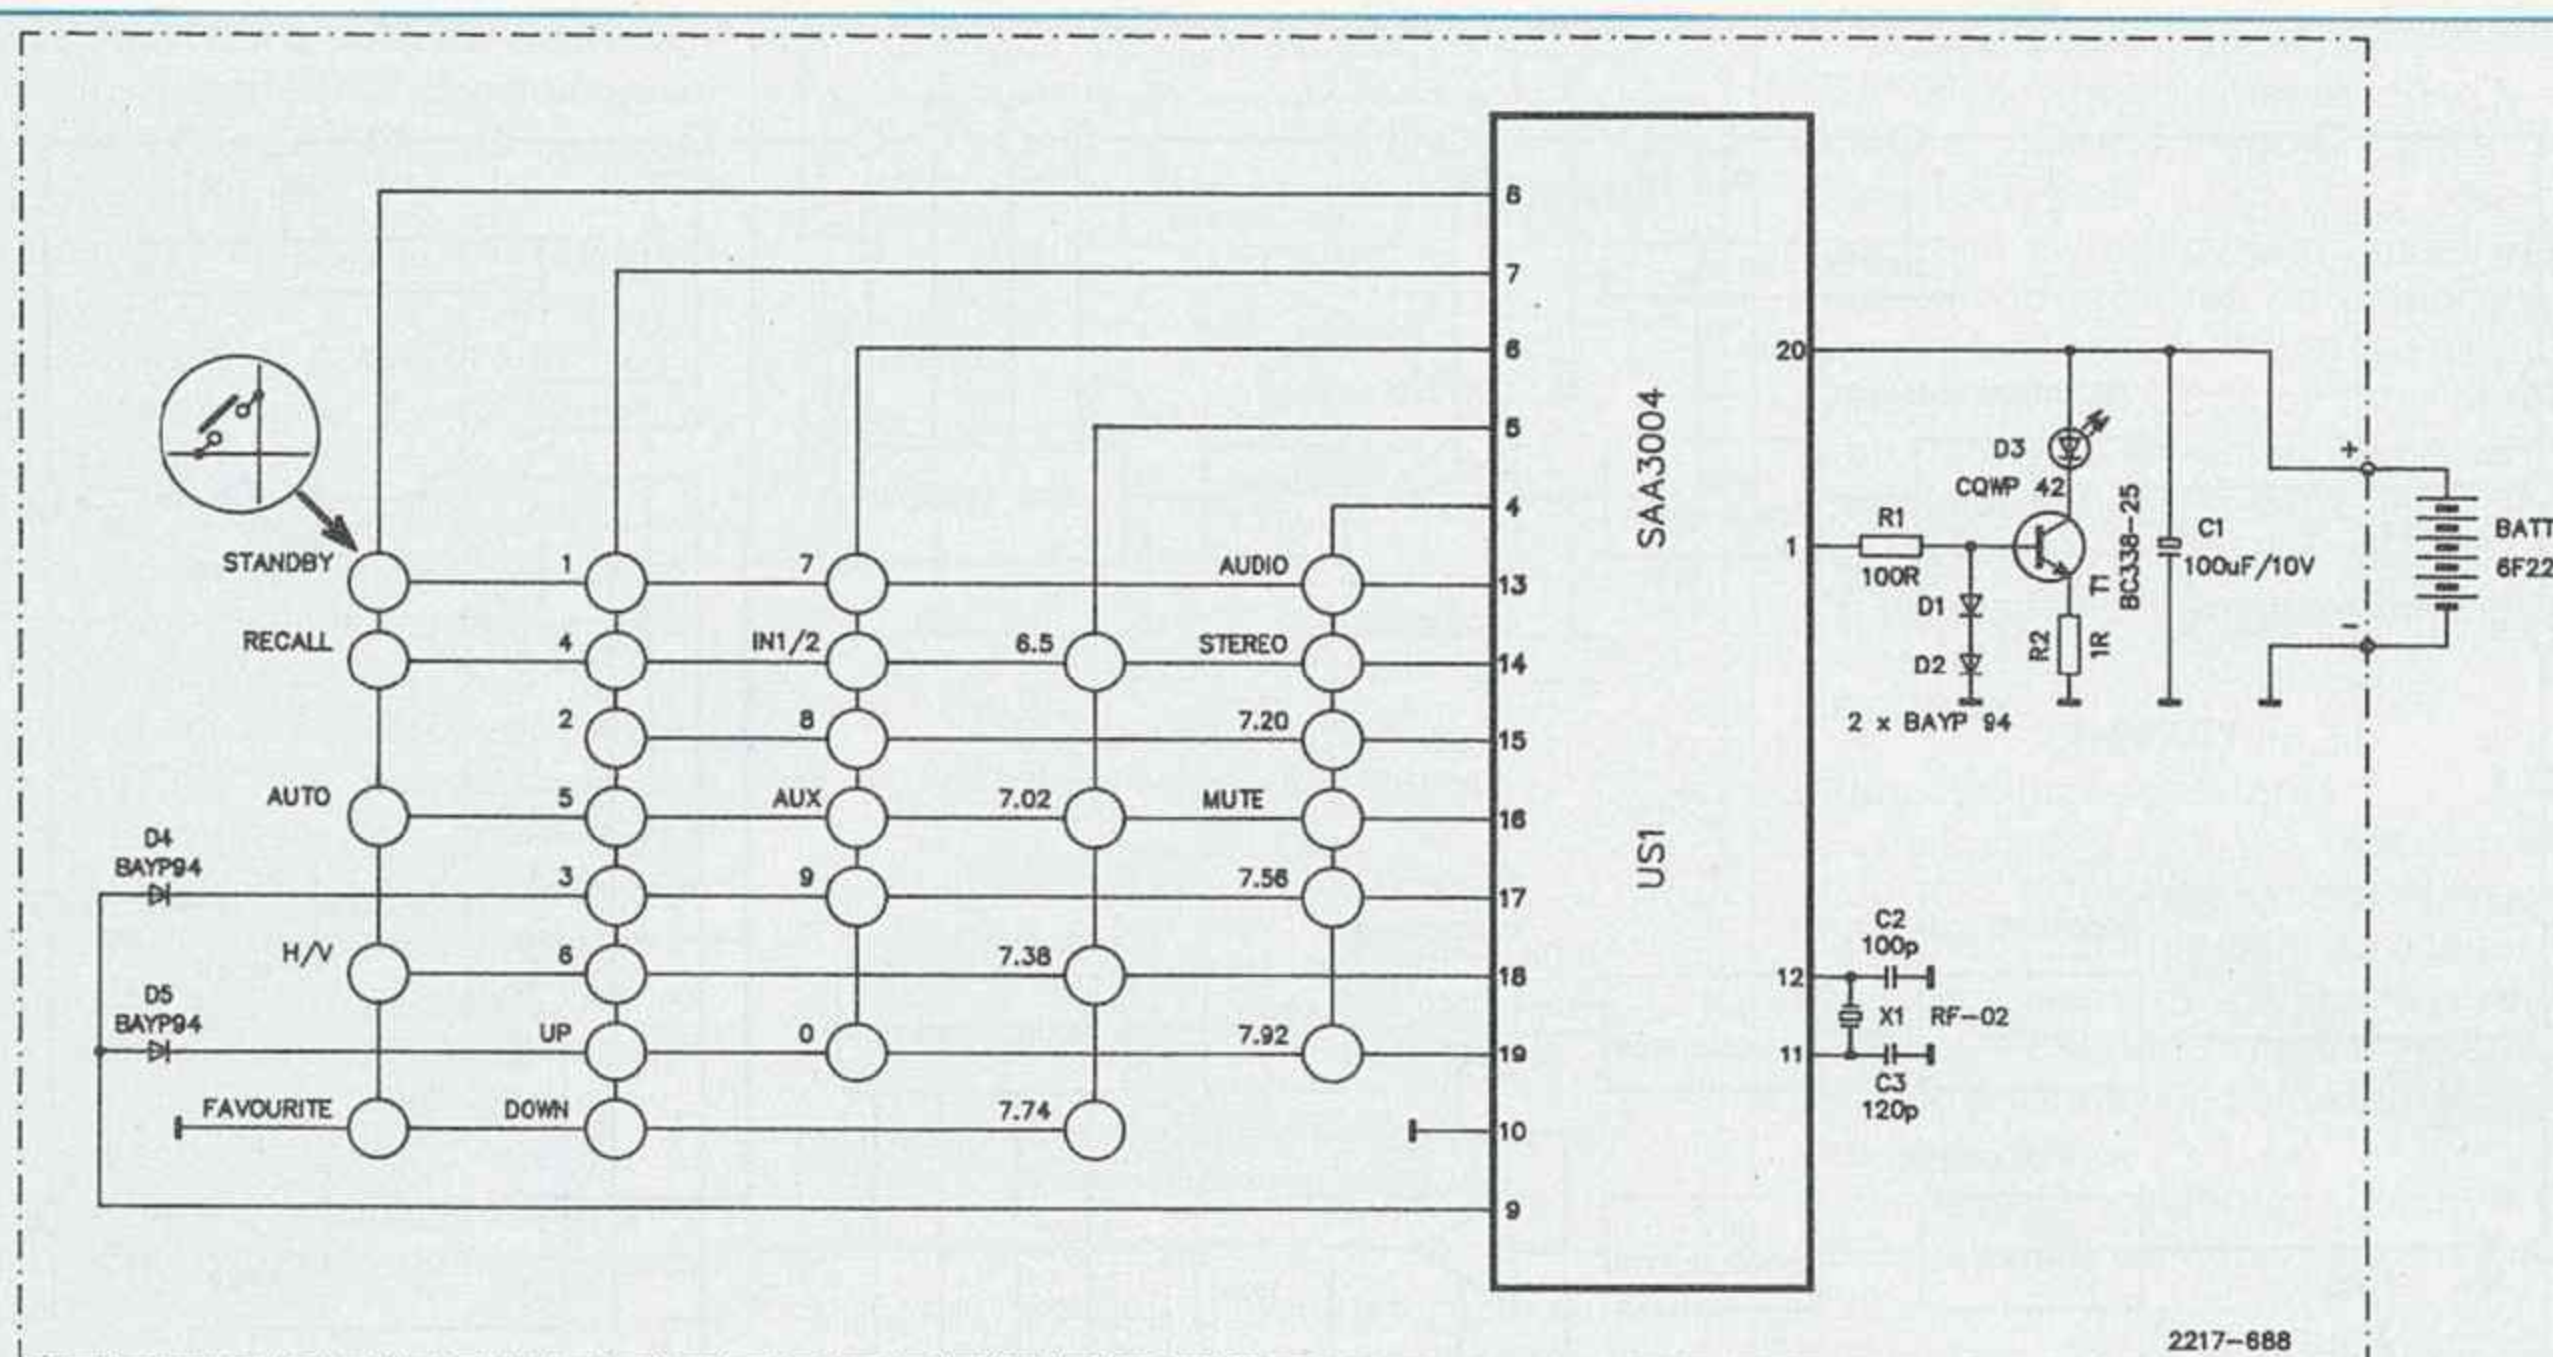 8
7
6
5
4
STANDBY
1
7
AUDIO
13
RECALL
4
IN1/2
6.5
STEREO
14
2
8
7.20
15
AUTO
5
AUX
7.02
MUTE
16
D4
BAYP94
3
9
7.56
17
H/V
6
7.38
18
D5
BAYP94
UP
0
7.92
19
FAVOURITE
DOWN
7.74
10
9
SAA3004
US1
20
D3
CQWP 42
1
R1
100R
D1
D2
2 x BAYP 94
T1
BC338-25
R2
1R
C1
100uF/10V
+
-
BATT
6F22
12
C2
100p
X1 RF-02
11
C3
120p
2217-688